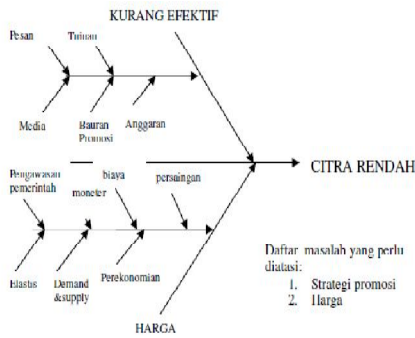 KURANG EFEKTIF
Pesan
Tujuan
Media
Bauran
Promosi
Anggaran
CITRA RENDAH
Pengawasan
pemerintah
biaya
moneter
persaingan
Elastis
Demand
&supply
Perekonomian
HARGA
Daftar masalah yang perlu
diatasi:
1. Strategi promosi
2. Harga